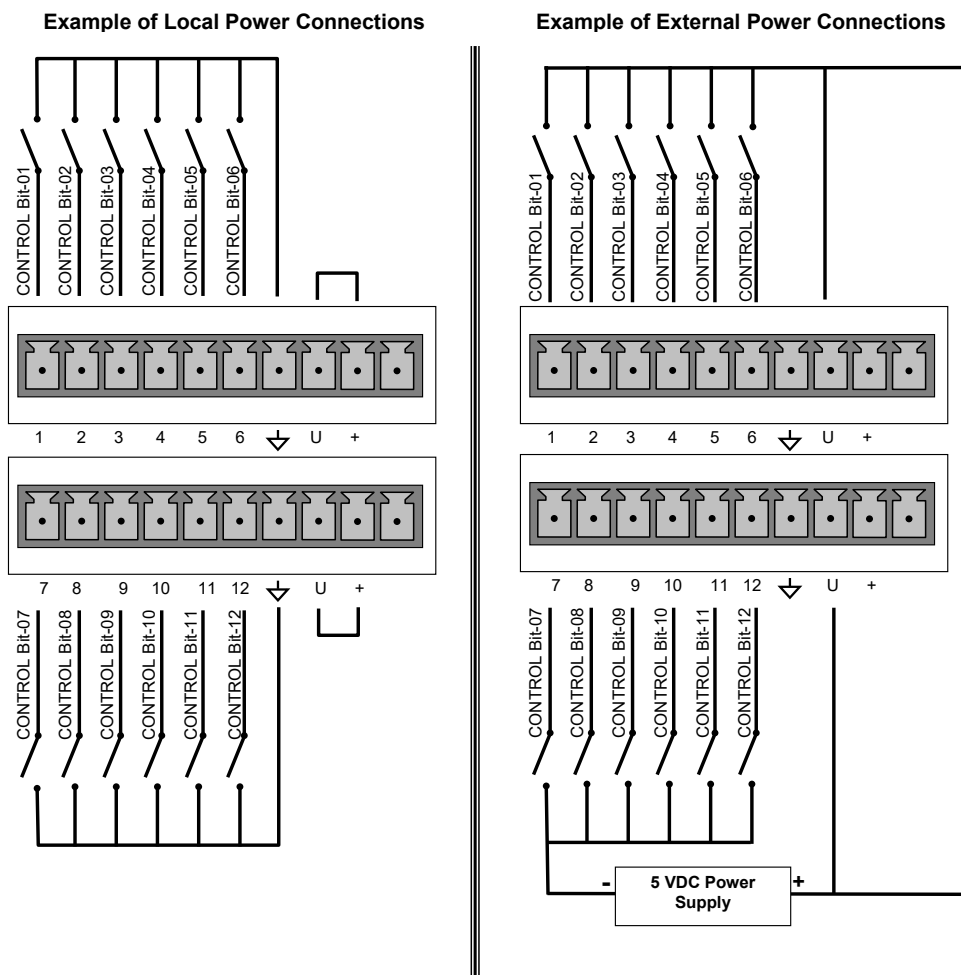 Example of Local Power Connections
CONTROL Bit-01
CONTROL Bit-02
CONTROL Bit-03
CONTROL Bit-04
CONTROL Bit-05
CONTROL Bit-06
1 2 3 4 5 6 U +
7 8 9 10 11 12 U +
CONTROL Bit-07
CONTROL Bit-08
CONTROL Bit-09
CONTROL Bit-10
CONTROL Bit-11
CONTROL Bit-12
Example of External Power Connections
CONTROL Bit-01
CONTROL Bit-02
CONTROL Bit-03
CONTROL Bit-04
CONTROL Bit-05
CONTROL Bit-06
1 2 3 4 5 6 U +
7 8 9 10 11 12 U +
CONTROL Bit-07
CONTROL Bit-08
CONTROL Bit-09
CONTROL Bit-10
CONTROL Bit-11
CONTROL Bit-12
- 5 VDC Power +
Supply